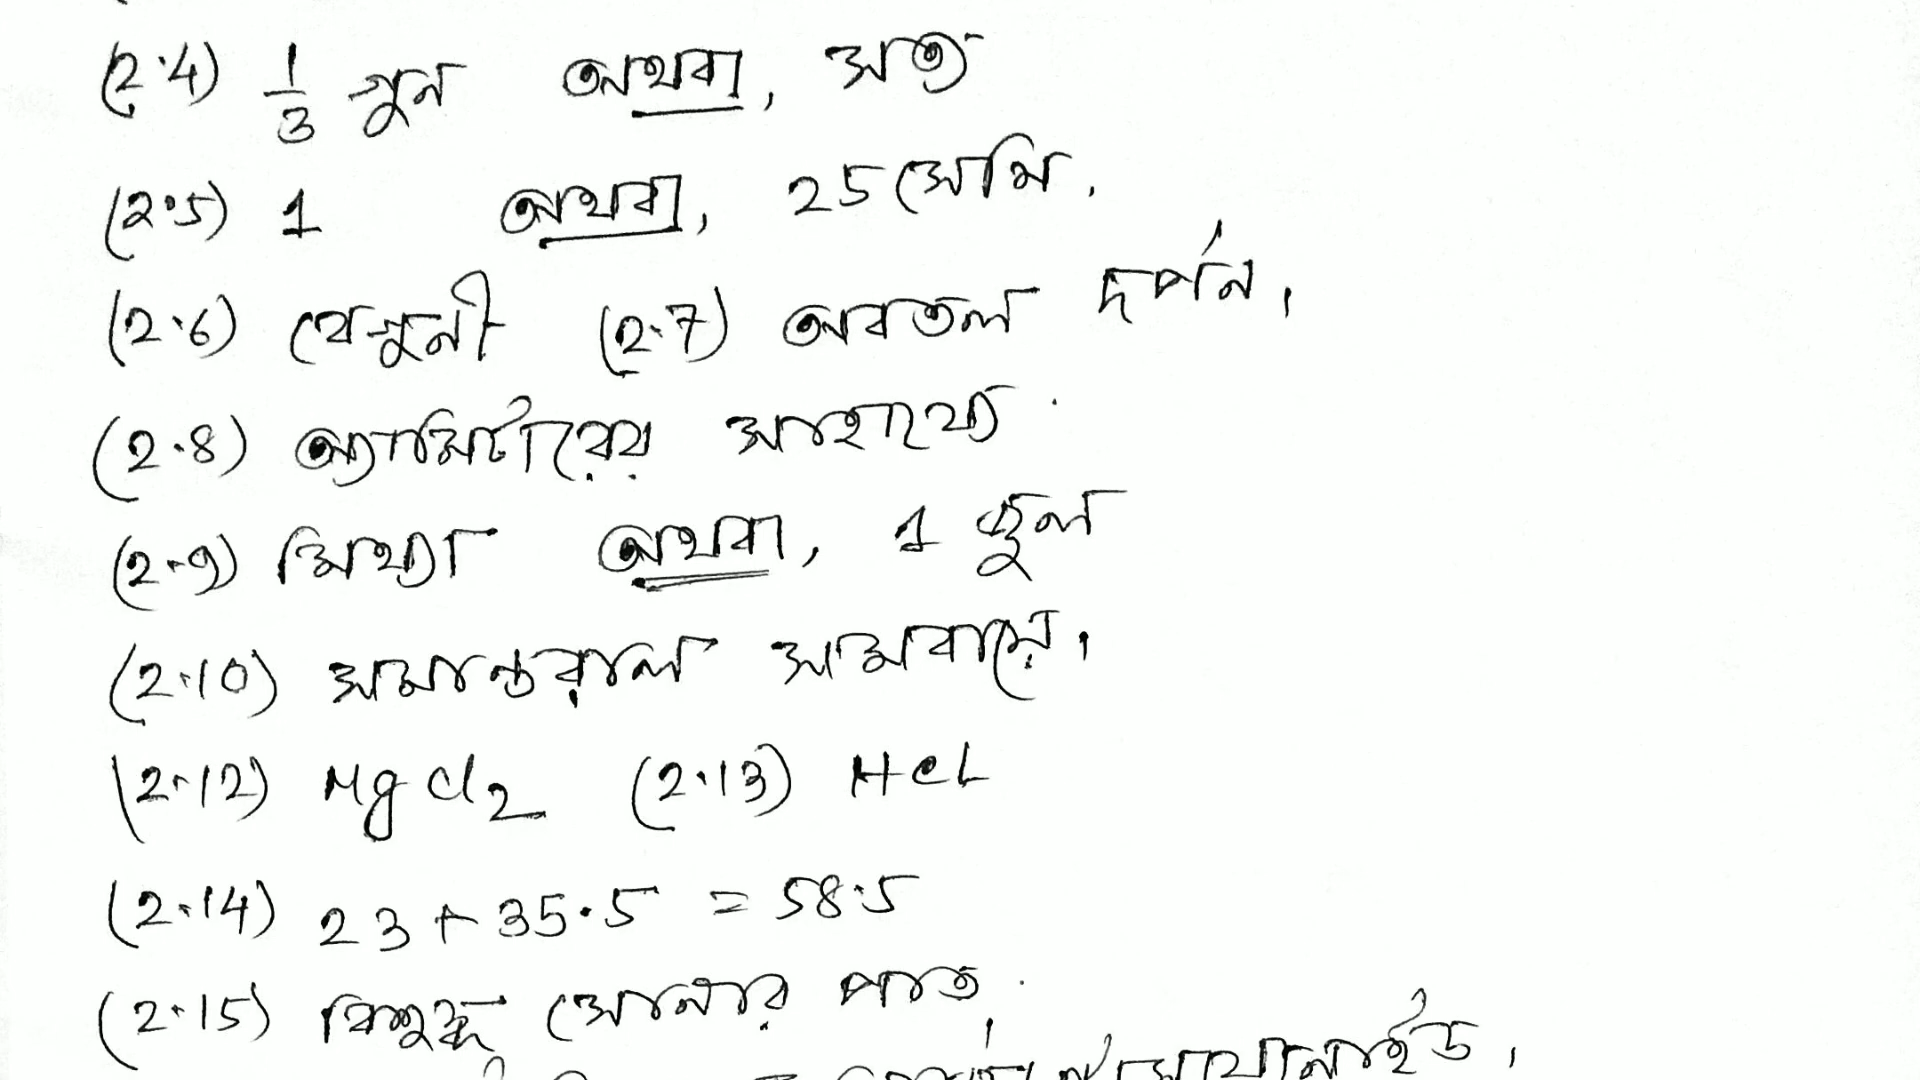 (2.4) 1/3 গুন অথবা, সত্য
(2.5) 1 অথবা, 25 সেমি.
(2.6) বেগুনী (2.7) অবতল দর্পন।
(2.8) অ্যামিটারের সাহায্যে.
(2.9) মিথ্যা অথবা, 1 কুল
(2.10) সমান্তরাল সমবায়ে।
(2.12) MgCl2 (2.13) HCL
(2.14) 23 + 35.5 = 58.5
(2.15) বিশুদ্ধ সোনার পাত,